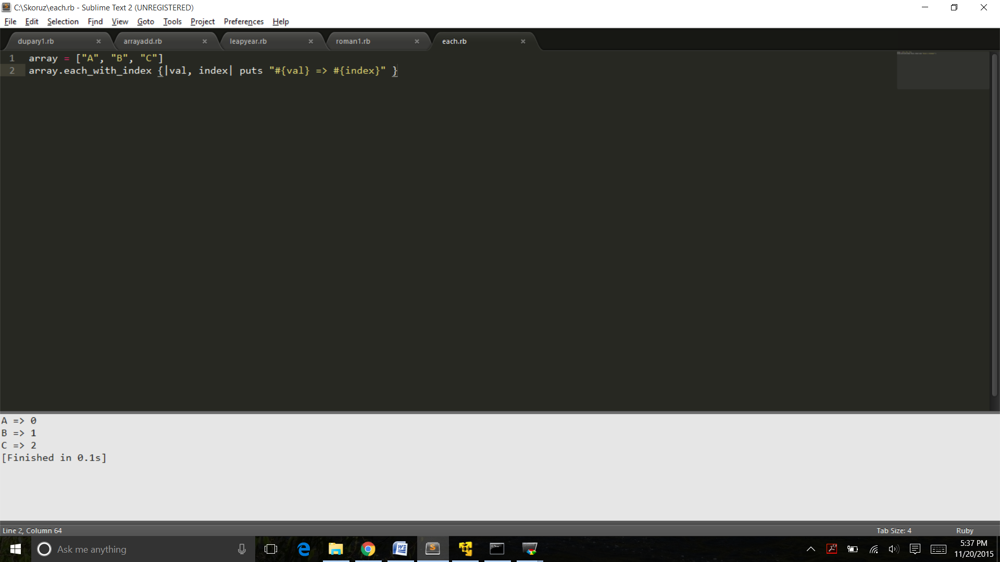 C:\Skoruz\each.rb - Sublime Text 2 (UNREGISTERED)
File Edit Selection Find View Goto Tools Project Preferences Help
dupary1.rb × arrayadd.rb × leapyear.rb × roman1.rb × each.rb ×
1 array = ["A", "B", "C"]
2 array.each_with_index {|val, index| puts "#{val} => #{index}" }
A => 0
B => 1
C => 2
[Finished in 0.1s]
Line 2, Column 64 Tab Size: 4 Ruby
Ask me anything
5:37 PM
11/20/2015